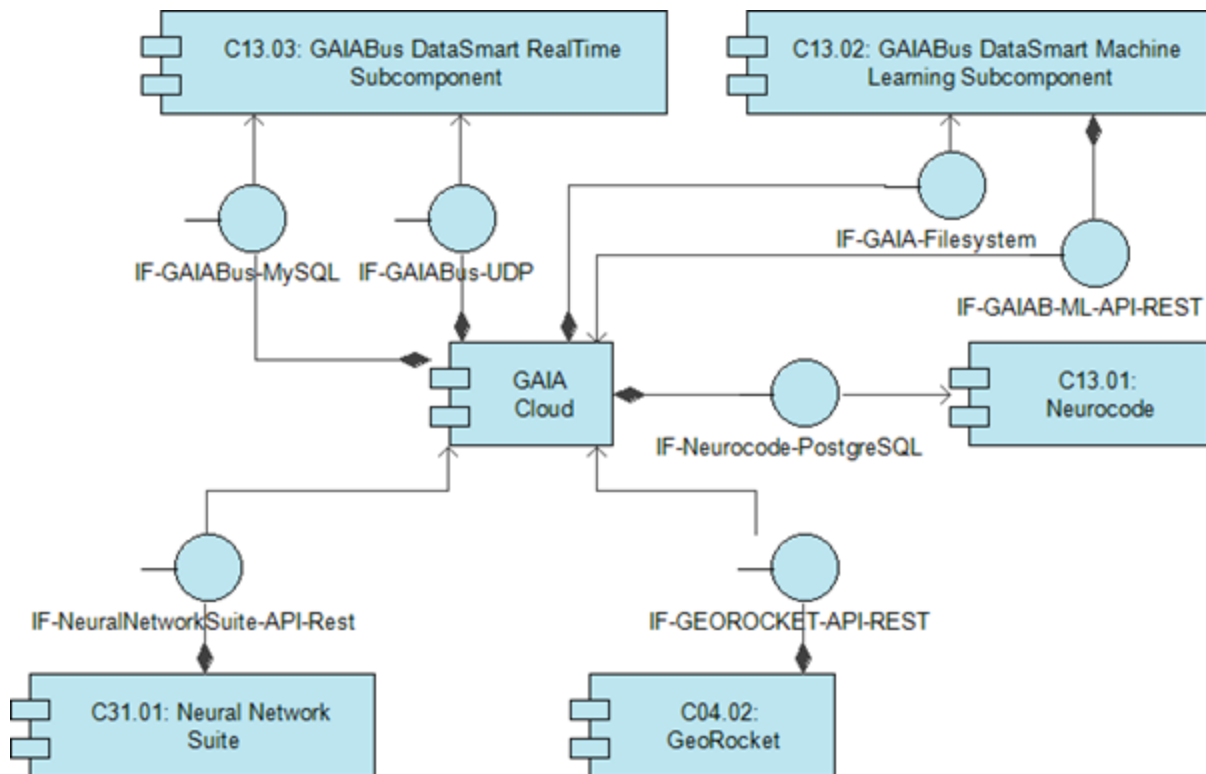 C13.03: GAIABus DataSmart RealTime
Subcomponent
C13.02: GAIABus DataSmart Machine
Learning Subcomponent
IF-GAIABus-MySQL
IF-GAIABus-UDP
IF-GAIA-Filesystem
IF-GAIAB-ML-API-REST
GAIA
Cloud
C13.01:
Neurocode
IF-Neurocode-PostgreSQL
IF-NeuralNetworkSuite-API-Rest
IF-GEOROCKET-API-REST
C31.01: Neural Network
Suite
C04.02:
GeoRocket